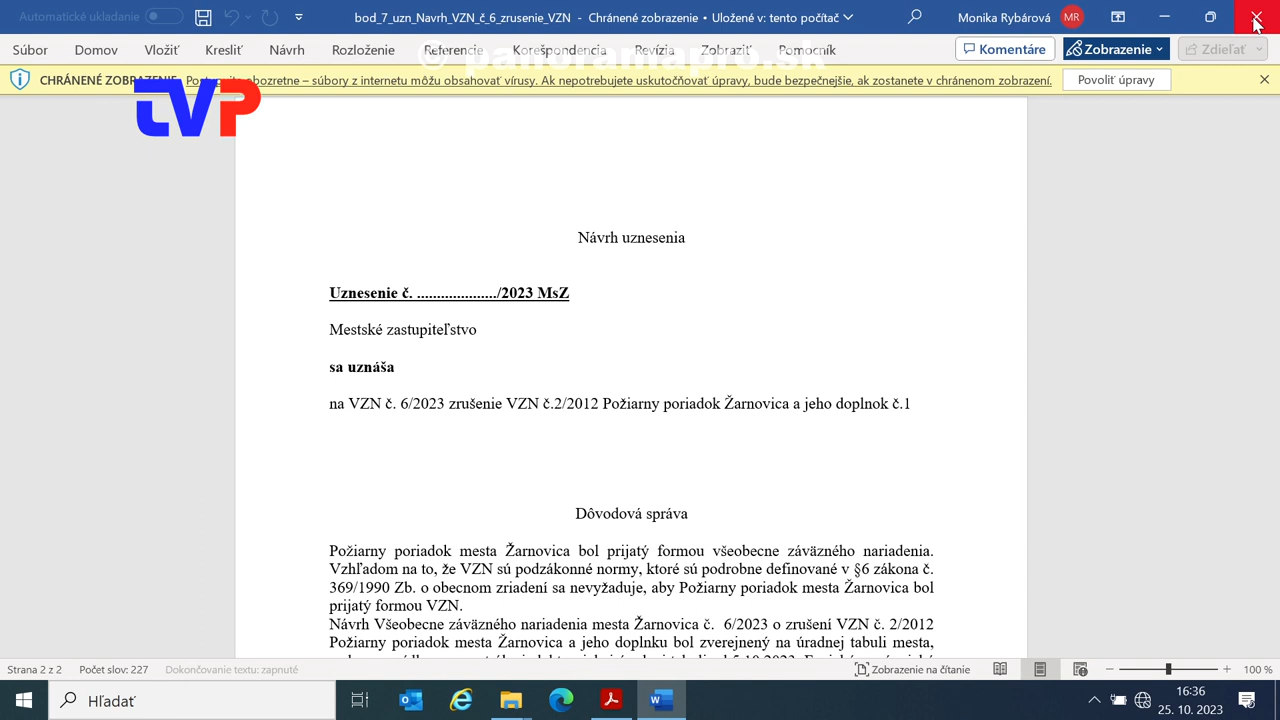 Automatické ukladanie
bod_7_uzn_Navrh_VZN_č_6_zrusenie_VZN - Chránené zobrazenie • Uložené v: tento počítač
Monika Rybárová MR
Súbor Domov Vložiť Kresliť Návrh Rozloženie Referencie Korešpondencia Revízia Zobraziť Pomocník
Komentáre Zobrazenie Zdieľať
© panoramapro.sk
CHRÁNENÉ ZOBRAZENIE Postupujte obozretne – súbory z internetu môžu obsahovať vírusy. Ak nepotrebujete uskutočňovať úpravy, bude bezpečnejšie, ak zostanete v chránenom zobrazení. Povoliť úpravy
tVP
Návrh uznesenia
Uznesenie č. ...................../2023 MsZ
Mestské zastupiteľstvo
sa uznáša
na VZN č. 6/2023 zrušenie VZN č.2/2012 Požiarny poriadok Žarnovica a jeho doplnok č.1
Dôvodová správa
Požiarny poriadok mesta Žarnovica bol prijatý formou všeobecne záväzného nariadenia.
Vzhľadom na to, že VZN sú podzákonné normy, ktoré sú podrobne definované v §6 zákona č.
369/1990 Zb. o obecnom zriadení sa nevyžaduje, aby Požiarny poriadok mesta Žarnovica bol
prijatý formou VZN.
Návrh Všeobecne záväzného nariadenia mesta Žarnovica č. 6/2023 o zrušení VZN č. 2/2012
Požiarny poriadok mesta Žarnovica a jeho doplnku bol zverejnený na úradnej tabuli mesta,
Strana 2 z 2 Počet slov: 227 Dokončovanie textu: zapnuté Zobrazenie na čítanie 100 %
Hľadať
16:36
25. 10. 2023